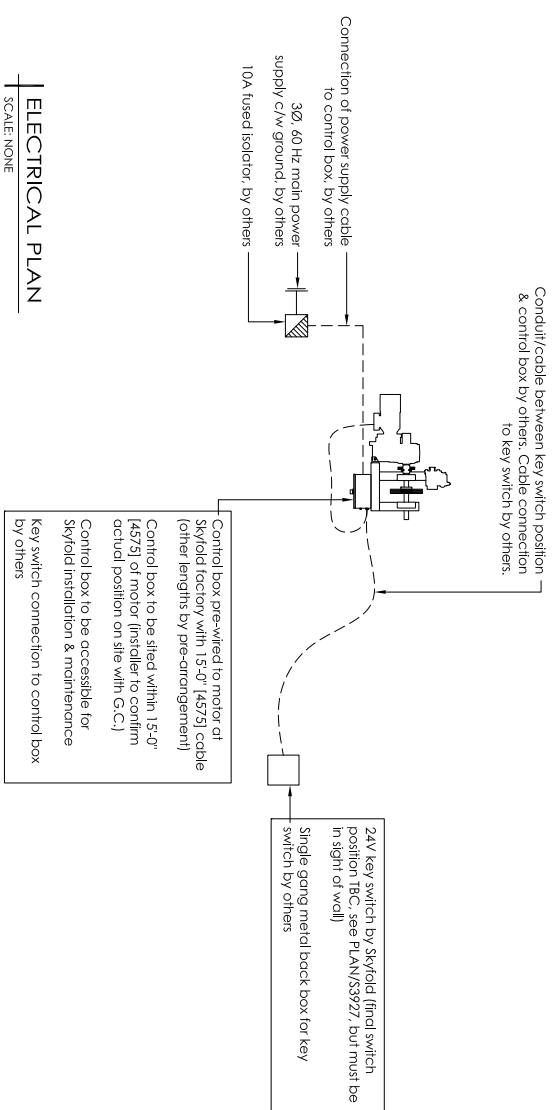 Conduit/cable between key switch position
& control box by others. Cable connection
to key switch by others.
Connection of power supply cable
to control box, by others
3Ø, 60 Hz main power
supply c/w ground, by others
10A fused isolator, by others
24V key switch by Skyfold (final switch
position TBC, see PLAN/S3927, but must be
in sight of wall)
Single gang metal back box for key
switch by others
Control box pre-wired to motor at
Skyfold factory with 15'-0" [4575] cable
(other lengths by pre-arrangement)
Control box to be sited within 15'-0"
[4575] of motor (installer to confirm
actual position on site with G.C.)
Control box to be accessible for
Skyfold installation & maintenance
Key switch connection to control box
by others
ELECTRICAL PLAN
SCALE: NONE